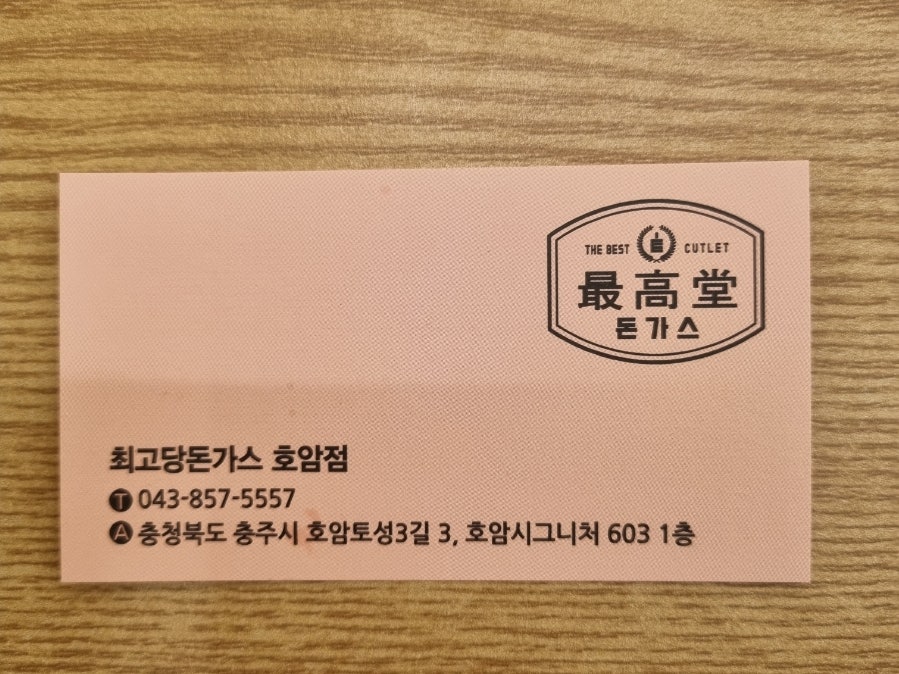 THE BEST CUTLET
最高堂
돈가스
최고당돈가스 호암점
T 043-857-5557
A 충청북도 충주시 호암토성3길 3, 호암시그니처 603 1층